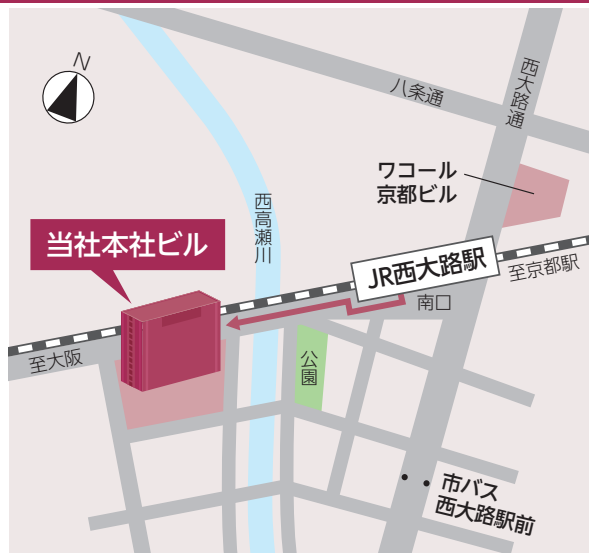 N
西大路通
八条通
ワコール
京都ビル
西高瀬川
当社本社ビル
JR西大路駅
至京都駅
南口
至大阪
公園
市バス
西大路駅前